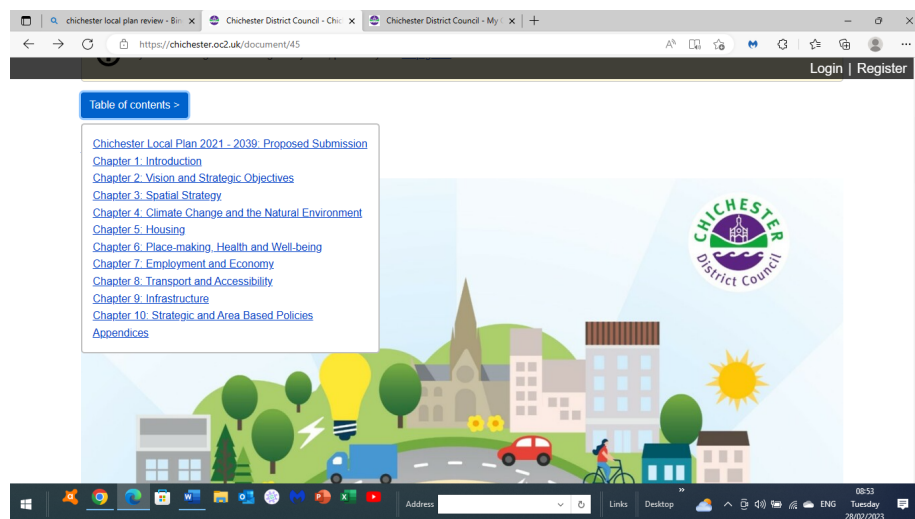 chichester local plan review - Bin
Chichester District Council - Chic
Chichester District Council - My C
https://chichester.oc2.uk/document/45
Login | Register
Table of contents >
Chichester Local Plan 2021 - 2039: Proposed Submission
Chapter 1: Introduction
Chapter 2: Vision and Strategic Objectives
Chapter 3: Spatial Strategy
Chapter 4: Climate Change and the Natural Environment
Chapter 5: Housing
Chapter 6: Place-making, Health and Well-being
Chapter 7: Employment and Economy
Chapter 8: Transport and Accessibility
Chapter 9: Infrastructure
Chapter 10: Strategic and Area Based Policies
Appendices
CHICHESTER
District Council
Address
Links
Desktop
ENG
08:53
Tuesday
28/02/2023